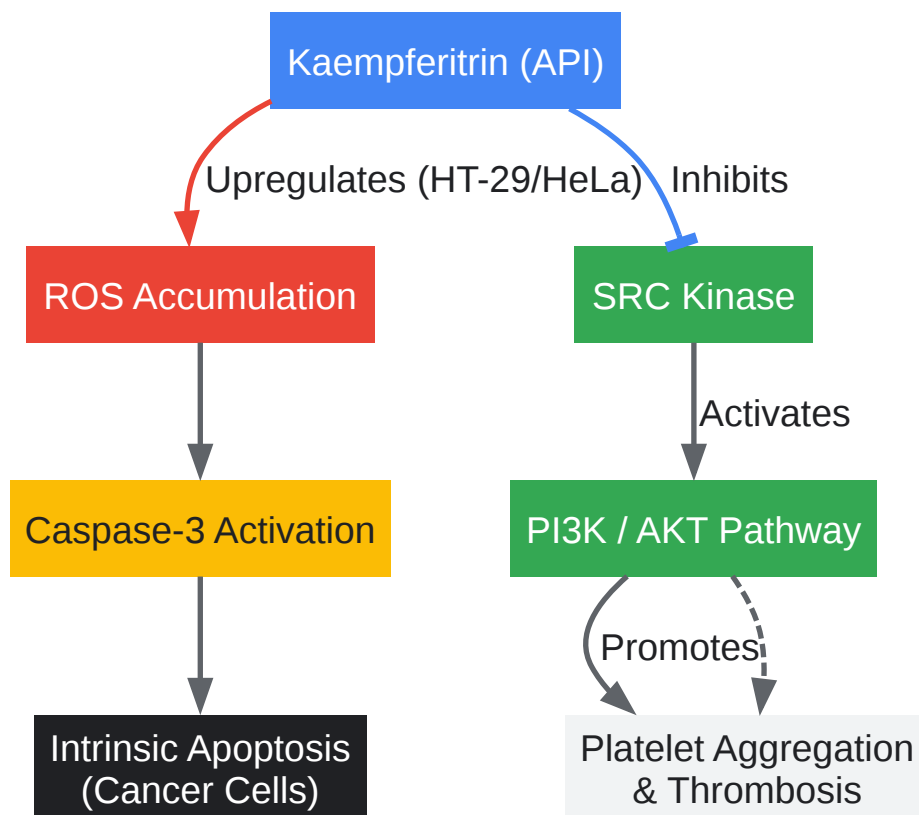 Kaempferitrin (API)
Upregulates (HT-29/HeLa)
Inhibits
ROS Accumulation
SRC Kinase
Activates
Caspase-3 Activation
PI3K / AKT Pathway
Promotes
Intrinsic Apoptosis
(Cancer Cells)
Platelet Aggregation
& Thrombosis